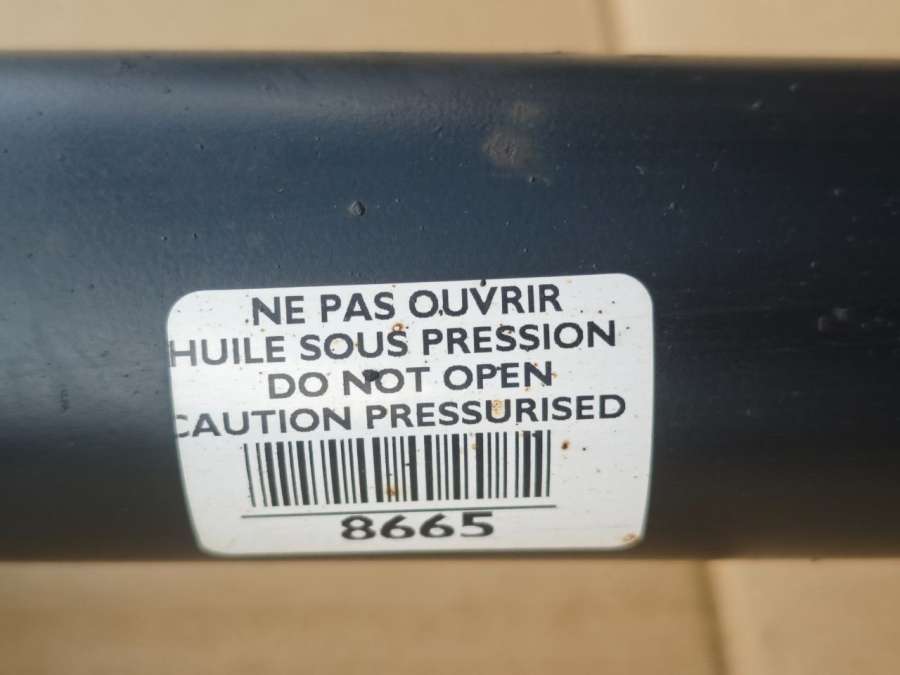 NE PAS OUVRIR
HUILE SOUS PRESSION
DO NOT OPEN
CAUTION PRESSURISED
8665